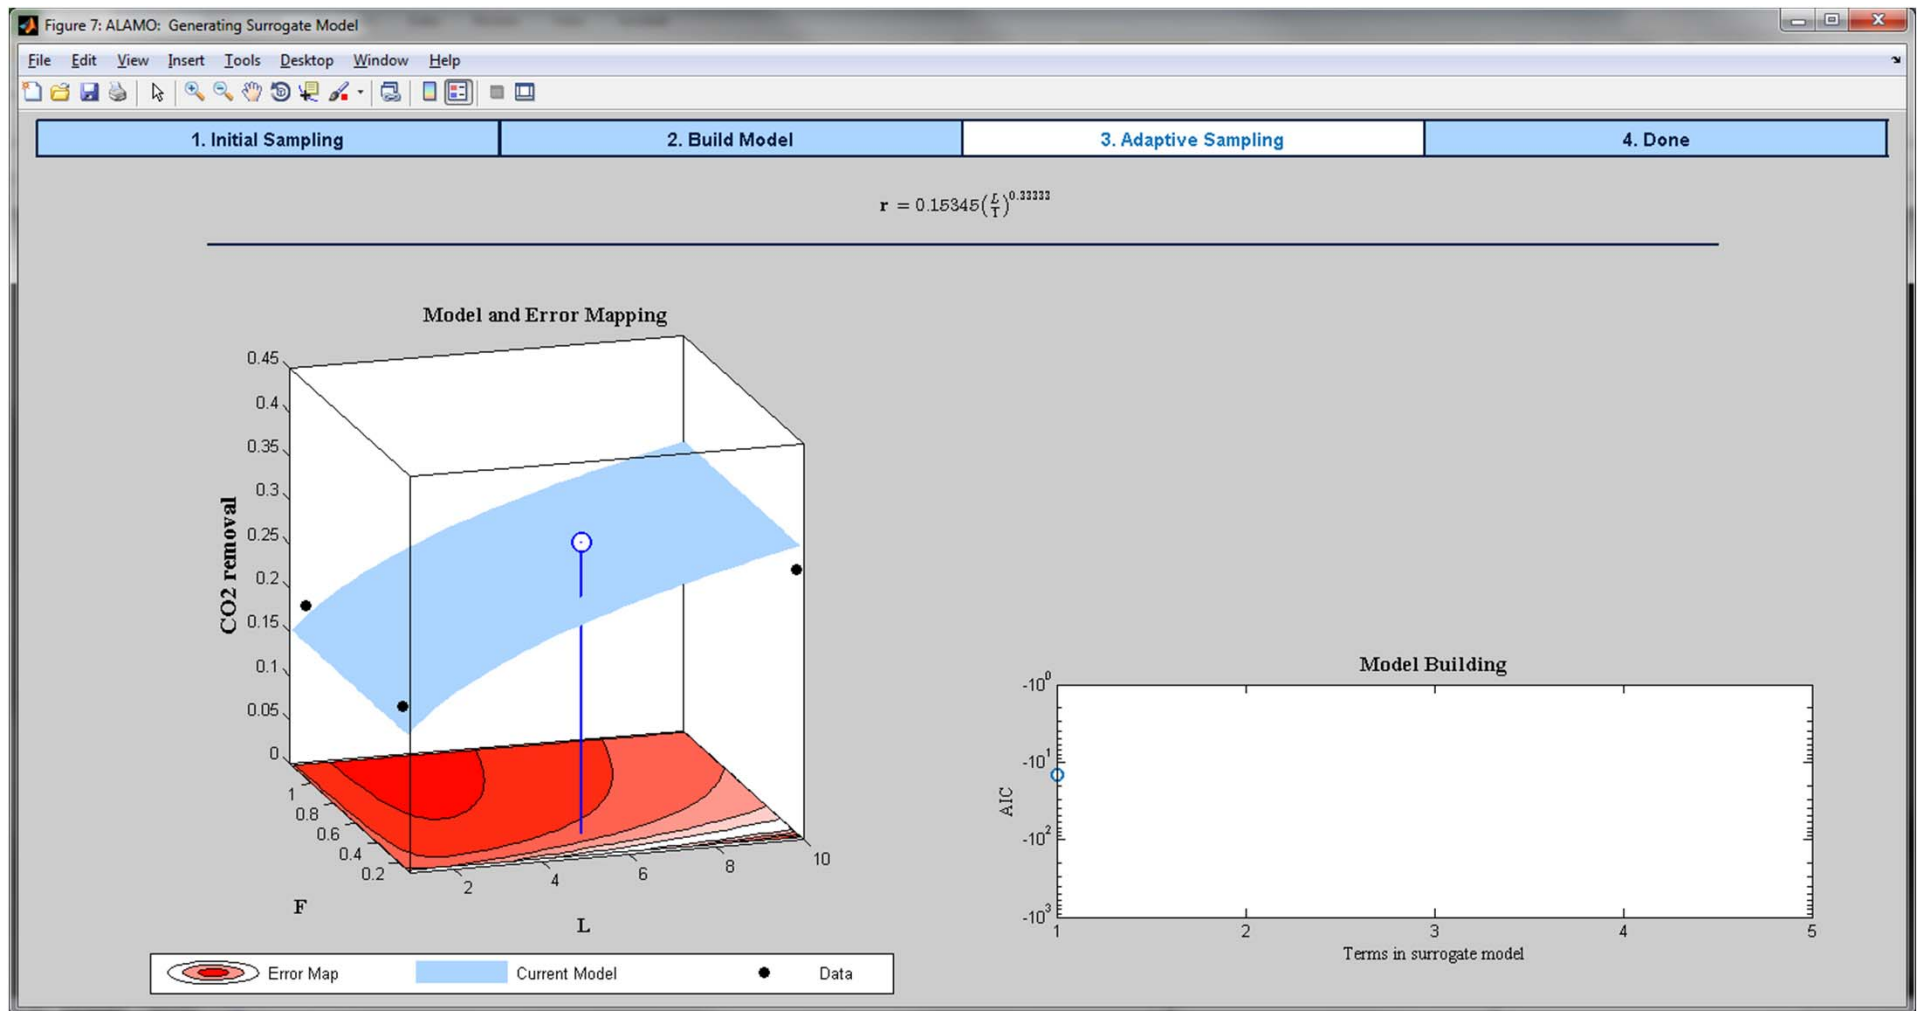 Figure 7: ALAMO: Generating Surrogate Model
File Edit View Insert Tools Desktop Window Help
1. Initial Sampling
2. Build Model
3. Adaptive Sampling
4. Done
r = 0.15345(L/1)^0.33333
Model and Error Mapping
0.45
0.4
0.35
0.3
0.25
0.2
0.15
0.1
0.05
0
CO2 removal
1
0.8
0.6
0.4
0.2
F
2
4
6
8
10
L
Error Map
Current Model
Data
Model Building
-10^0
-10^1
-10^2
-10^3
AIC
1
2
3
4
5
Terms in surrogate model